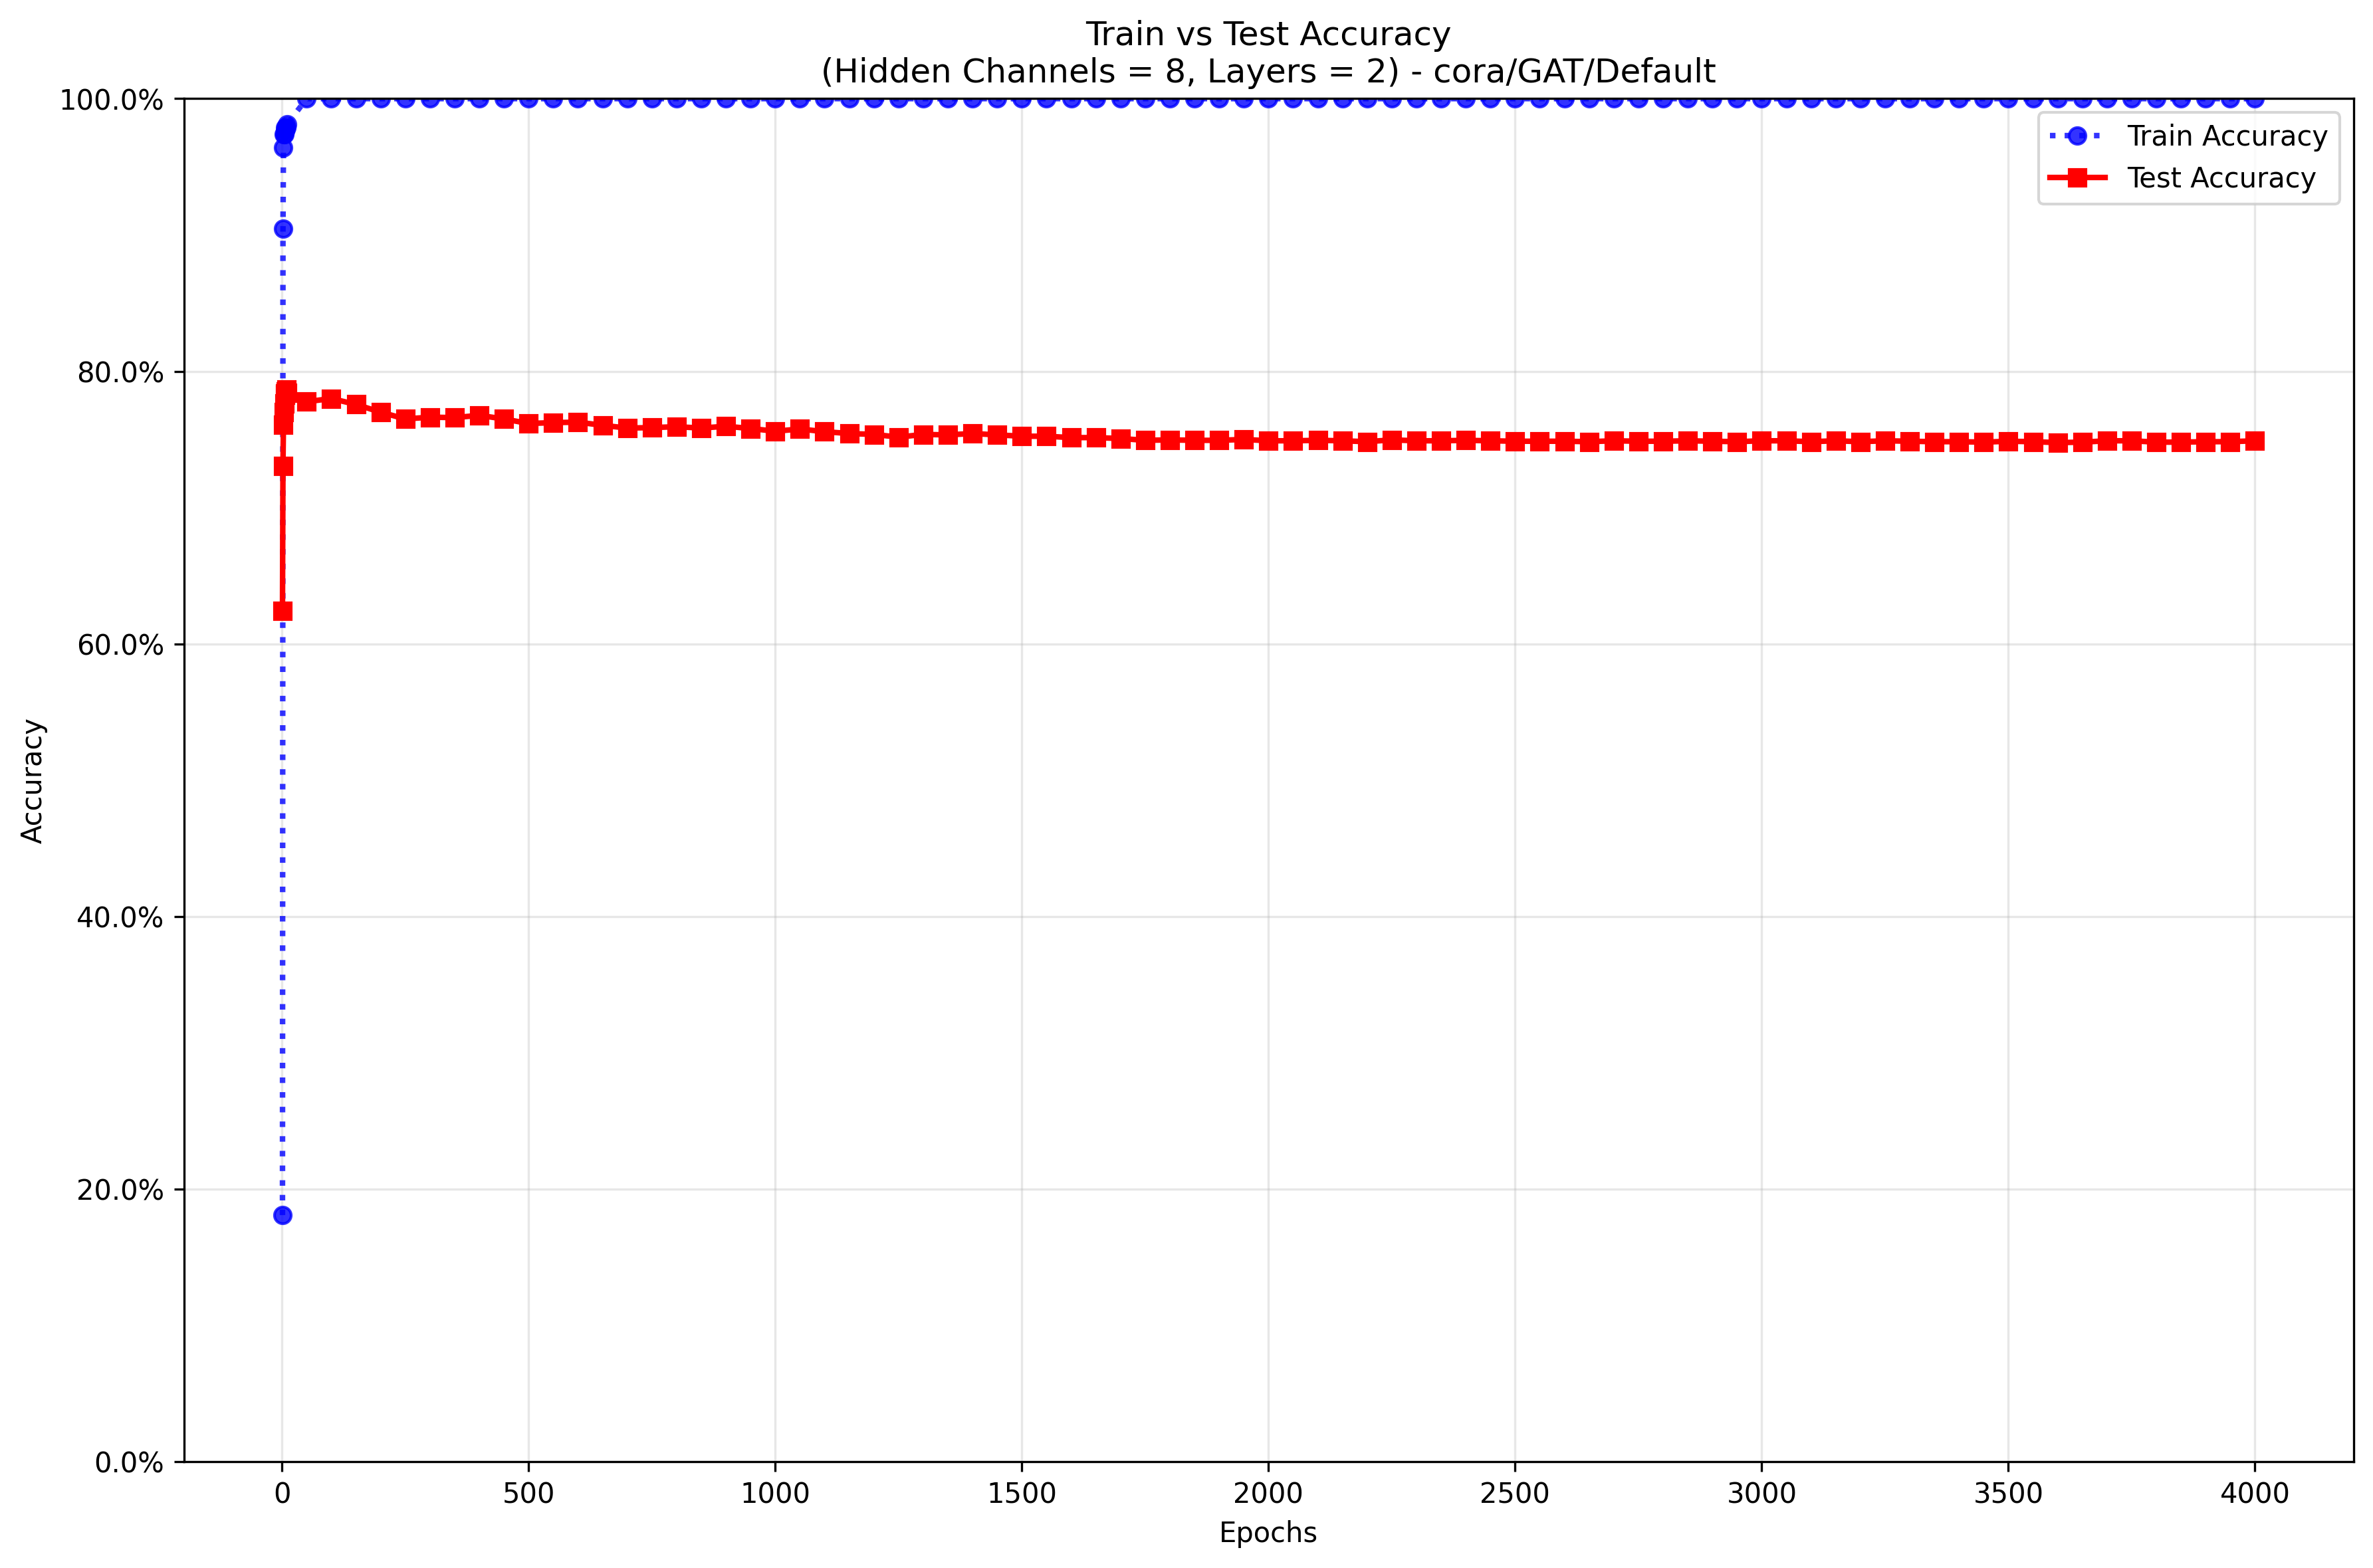 Train vs Test Accuracy
(Hidden Channels = 8, Layers = 2) - cora/GAT/Default
100.0%
80.0%
60.0%
40.0%
20.0%
0.0%
Accuracy
Train Accuracy
Test Accuracy
0 500 1000 1500 2000 2500 3000 3500 4000
Epochs